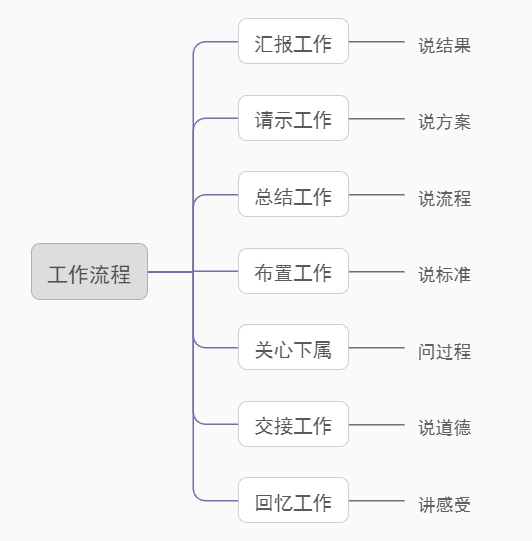 汇报工作 说结果
请示工作 说方案
总结工作 说流程
工作流程
布置工作 说标准
关心下属 问过程
交接工作 说道德
回忆工作 讲感受